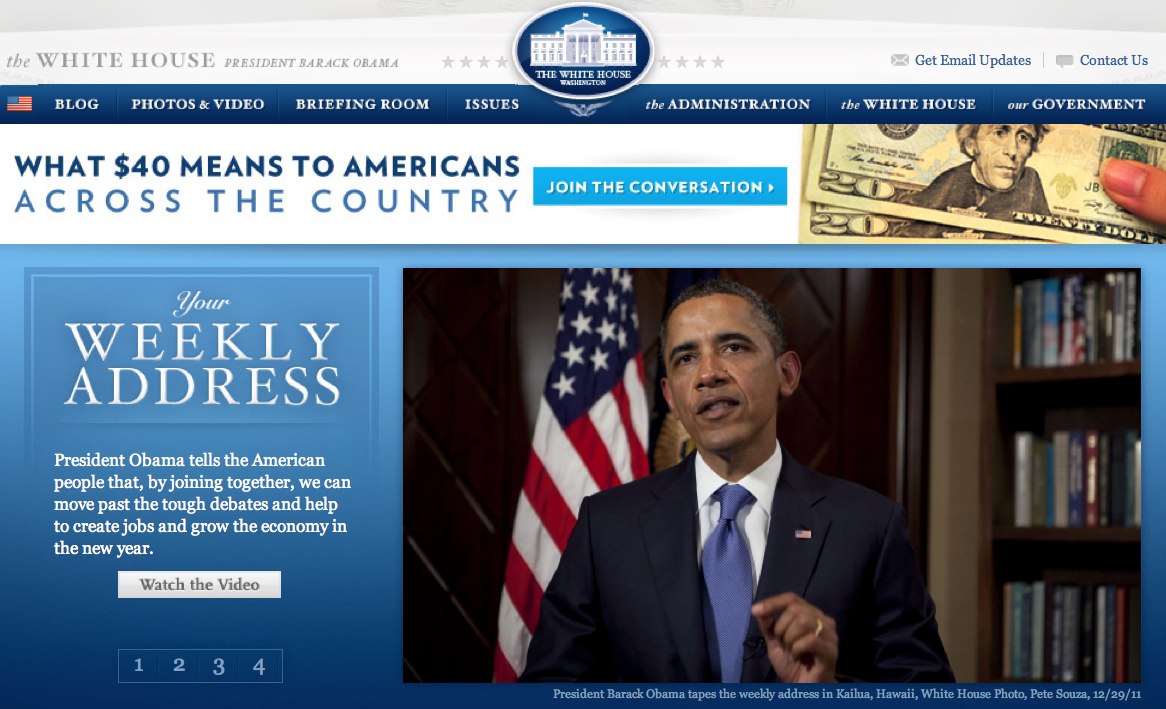 the WHITE HOUSE PRESIDENT BARACK OBAMA
THE WHITE HOUSE
WASHINGTON
Get Email Updates
Contact Us
BLOG
PHOTOS & VIDEO
BRIEFING ROOM
ISSUES
the ADMINISTRATION
the WHITE HOUSE
our GOVERNMENT
WHAT $40 MEANS TO AMERICANS
ACROSS THE COUNTRY
JOIN THE CONVERSATION
20
JB
20
TWENTY DOL
Your
WEEKLY
ADDRESS
President Obama tells the American
people that, by joining together, we can
move past the tough debates and help
to create jobs and grow the economy in
the new year.
Watch the Video
1 2 3 4
President Barack Obama tapes the weekly address in Kailua, Hawaii, White House Photo, Pete Souza, 12/29/11